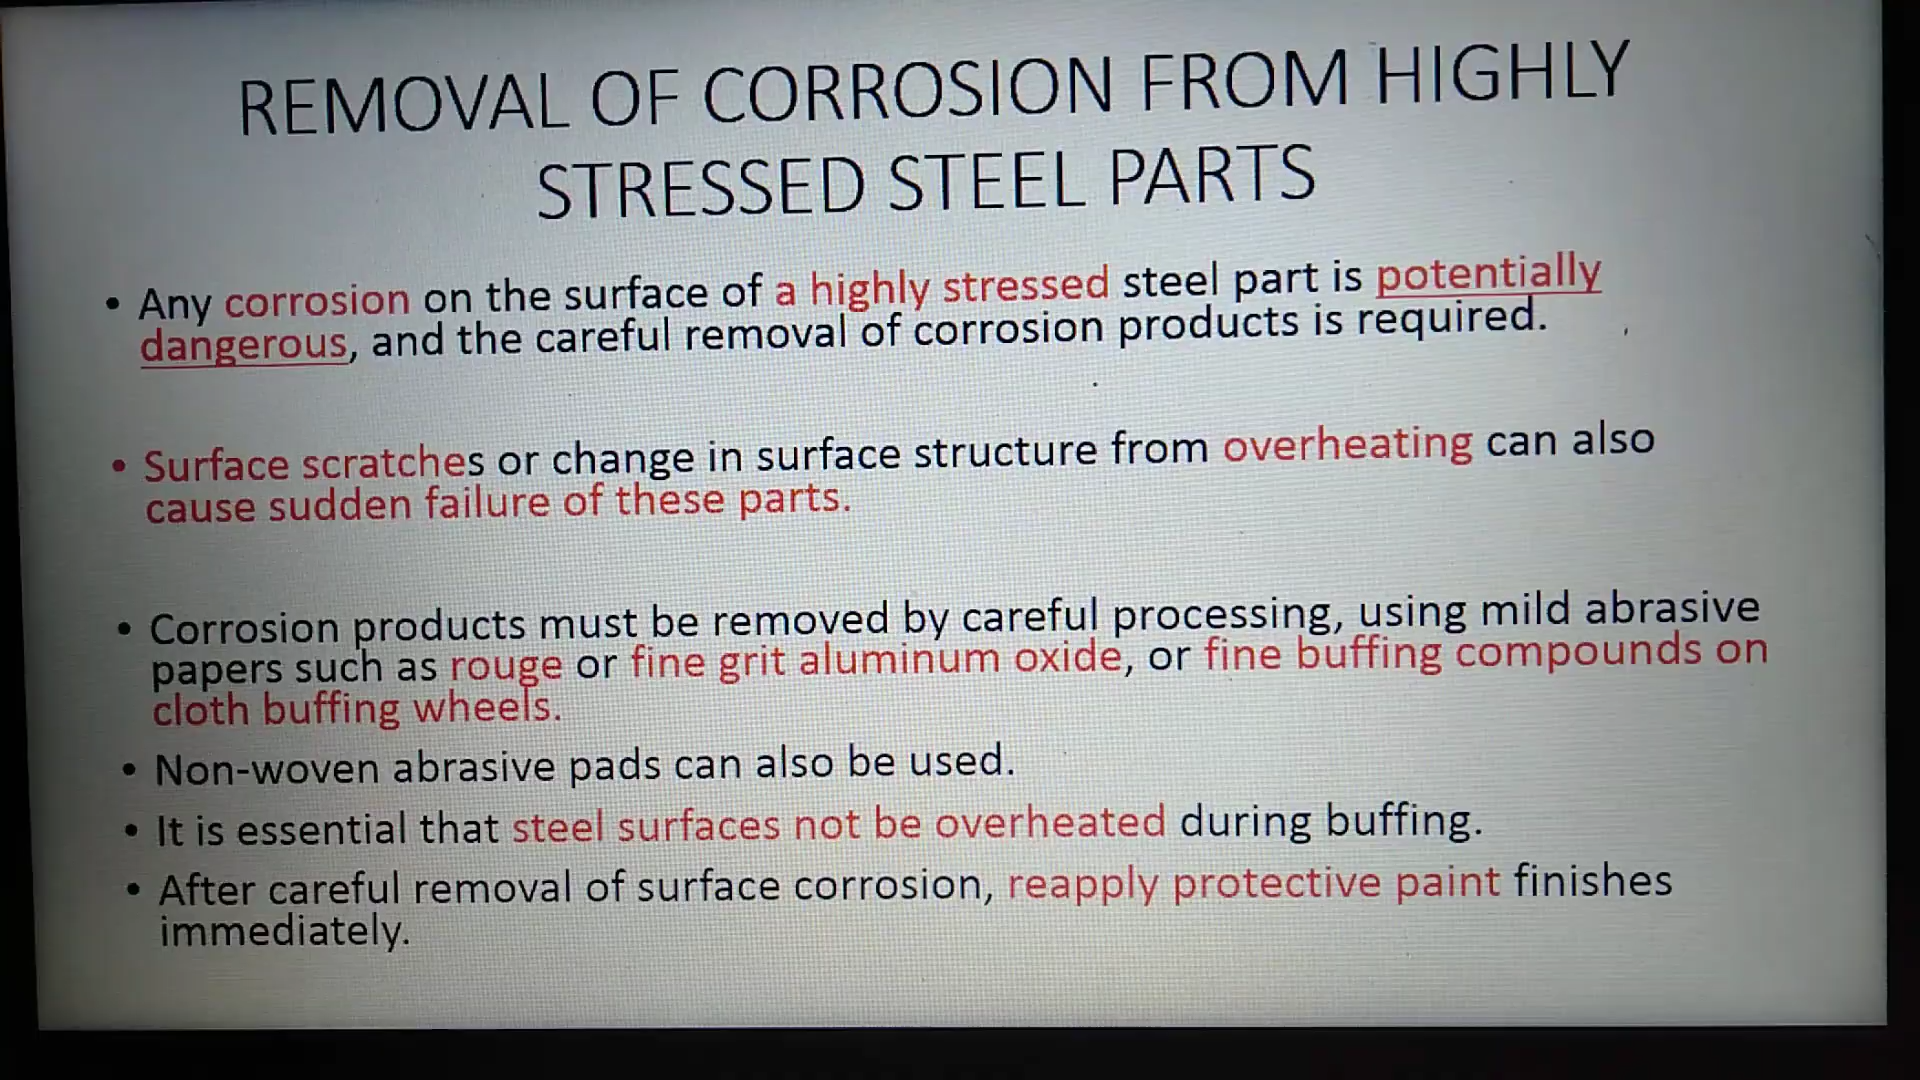 REMOVAL OF CORROSION FROM HIGHLY
STRESSED STEEL PARTS
• Any corrosion on the surface of a highly stressed steel part is potentially
dangerous, and the careful removal of corrosion products is required.
• Surface scratches or change in surface structure from overheating can also
cause sudden failure of these parts.
• Corrosion products must be removed by careful processing, using mild abrasive
papers such as rouge or fine grit aluminum oxide, or fine buffing compounds on
cloth buffing wheels.
• Non-woven abrasive pads can also be used.
• It is essential that steel surfaces not be overheated during buffing.
• After careful removal of surface corrosion, reapply protective paint finishes
immediately.